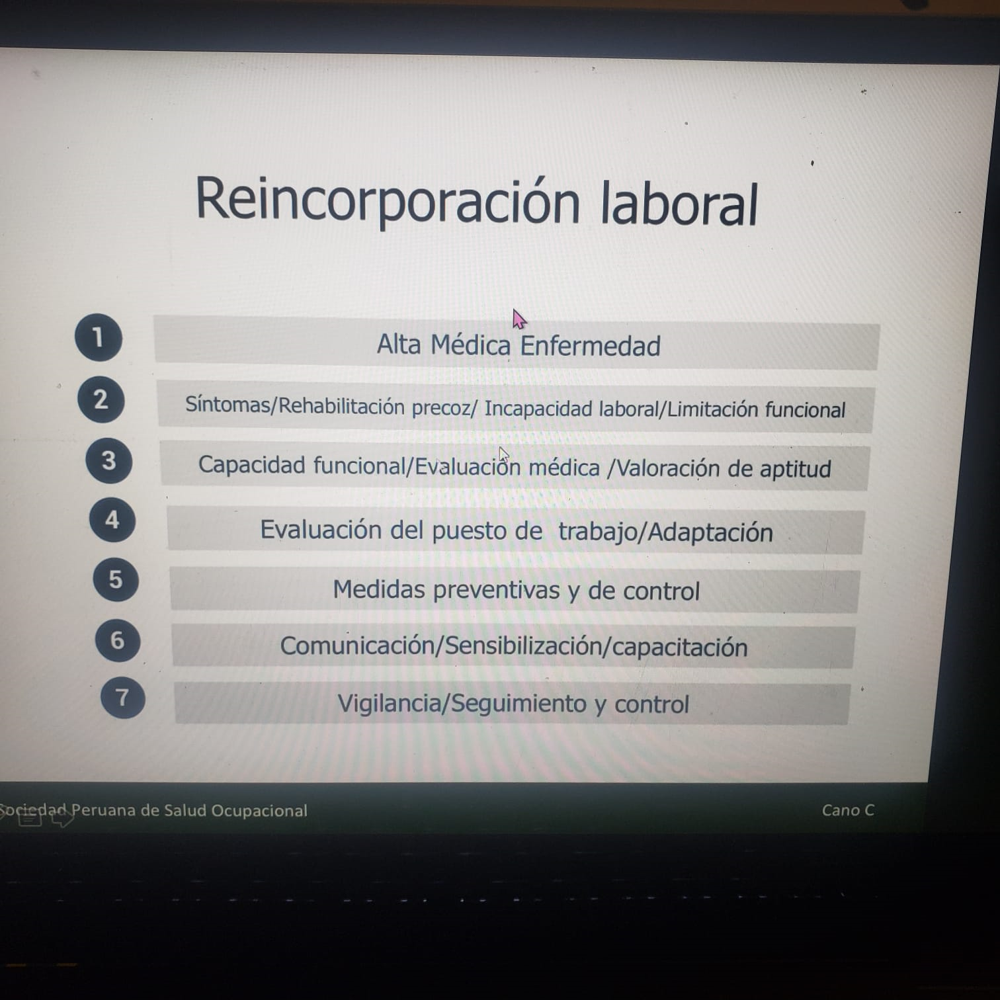 Reincorporación laboral
1
Alta Médica Enfermedad
2
Síntomas/Rehabilitación precoz/ Incapacidad laboral/Limitación funcional
3
Capacidad funcional/Evaluación médica /Valoración de aptitud
4
Evaluación del puesto de trabajo/Adaptación
5
Medidas preventivas y de control
6
Comunicación/Sensibilización/capacitación
7
Vigilancia/Seguimiento y control
Sociedad Peruana de Salud Ocupacional
Cano C